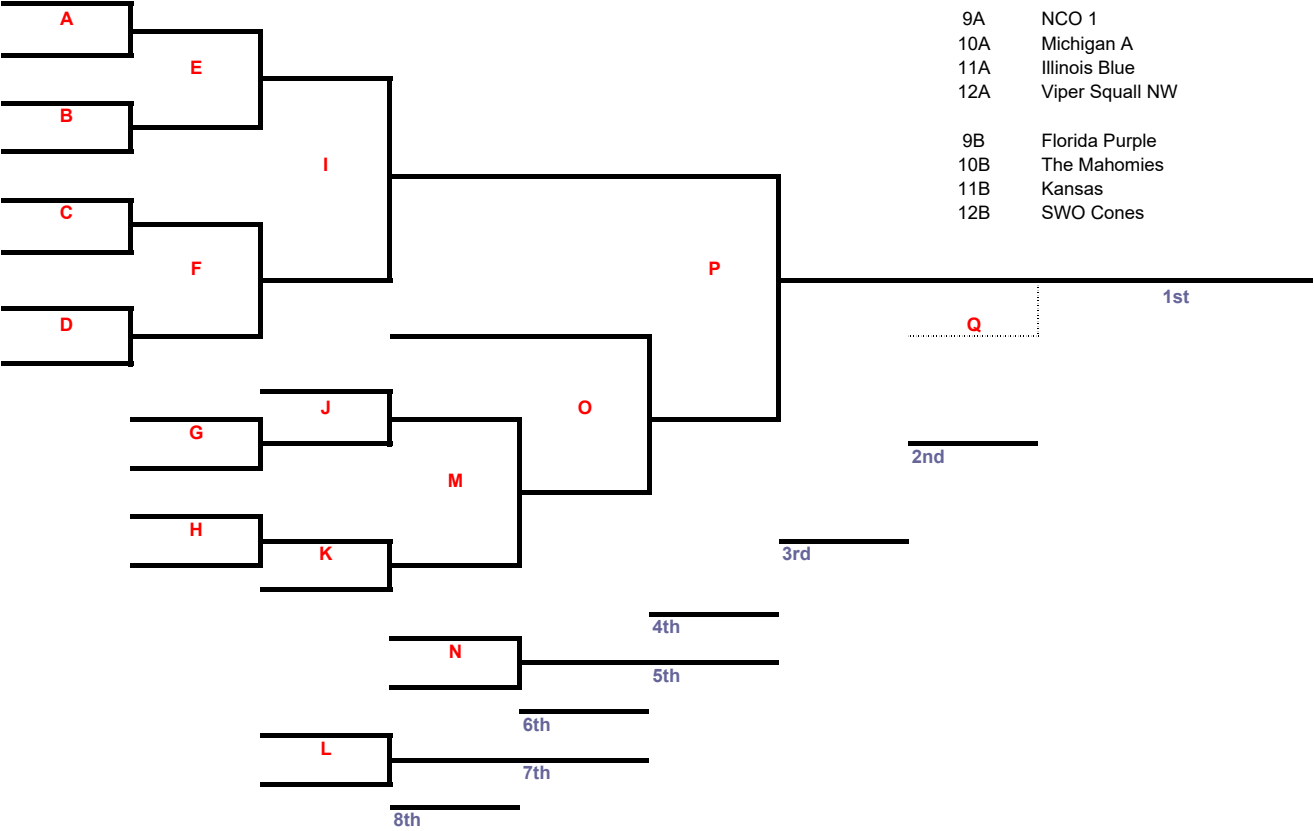 A
9A NCO 1
10A Michigan A
E
11A Illinois Blue
12A Viper Squall NW
B
9B Florida Purple
I
10B The Mahomies
11B Kansas
C
12B SWO Cones
F
P
1st
D
Q
J
O
G
2nd
M
H
K
3rd
4th
N
5th
6th
L
7th
8th